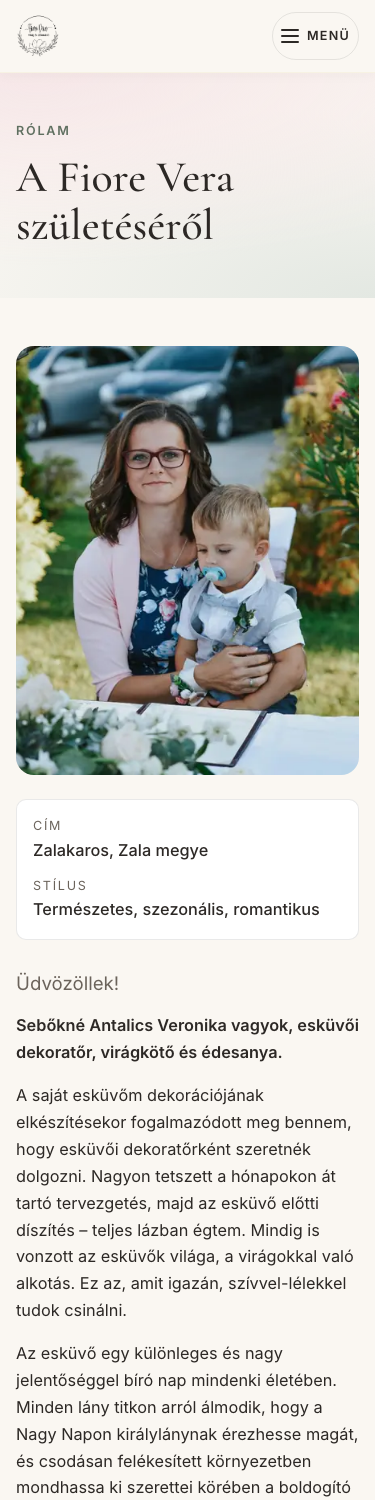 MENÜ
RÓLAM
A Fiore Vera
születéséről
CÍM
Zalakaros, Zala megye
STÍLUS
Természetes, szezonális, romantikus
Üdvözöllek!
Sebőkné Antalics Veronika vagyok, esküvői
dekoratőr, virágkötő és édesanya.
A saját esküvőm dekorációjának
elkészítésekor fogalmazódott meg bennem,
hogy esküvői dekoratőrként szeretnék
dolgozni. Nagyon tetszett a hónapokon át
tartó tervezgetés, majd az esküvő előtti
díszítés – teljes lázban égtem. Mindig is
vonzott az esküvők világa, a virágokkal való
alkotás. Ez az, amit igazán, szívvel-lélekkel
tudok csinálni.
Az esküvő egy különleges és nagy
jelentőséggel bíró nap mindenki életében.
Minden lány titkon arról álmodik, hogy a
Nagy Napon királylánynak érezhesse magát,
és csodásan felékesített környezetben
mondhassa ki szerettei körében a boldogító